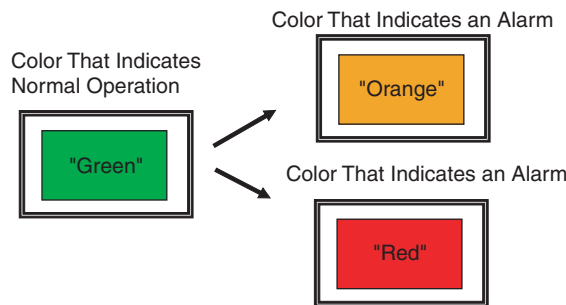 Color That Indicates an Alarm
Color That Indicates
Normal Operation
"Orange"
"Green"
Color That Indicates an Alarm
"Red"